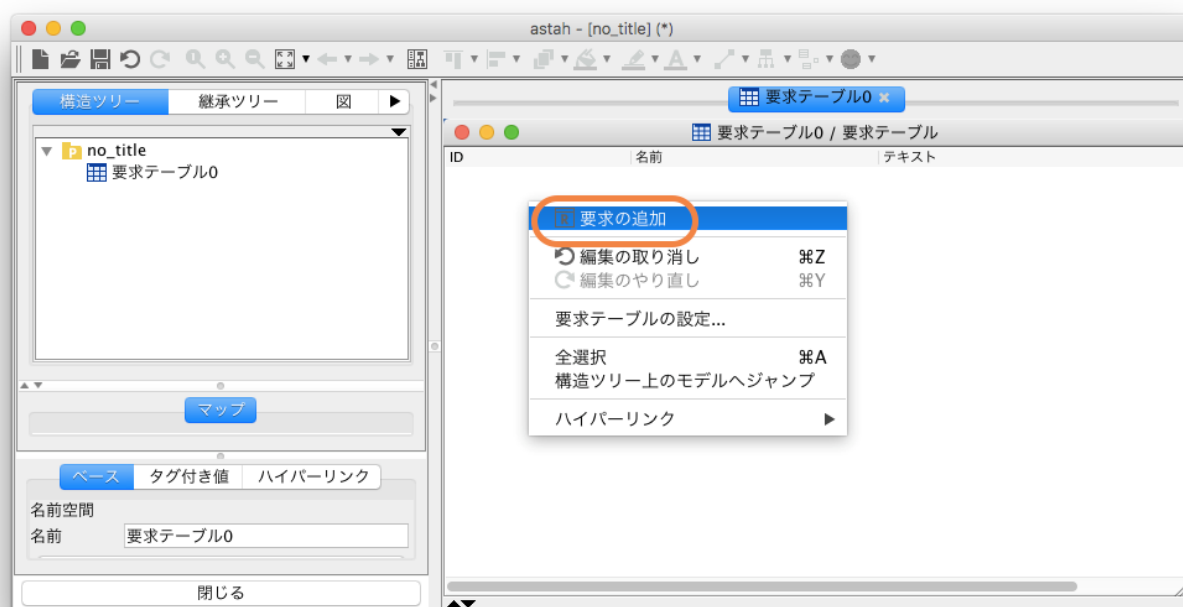 astah - [no_title] (*)
構造ツリー 継承ツリー 図
no_title
要求テーブル0
マップ
ベース タグ付き値 ハイパーリンク
名前空間
名前 要求テーブル0
閉じる
要求テーブル0
要求テーブル0 / 要求テーブル
ID 名前 テキスト
要求の追加
編集の取り消し ⌘Z
編集のやり直し ⌘Y
要求テーブルの設定...
全選択 ⌘A
構造ツリー上のモデルへジャンプ
ハイパーリンク